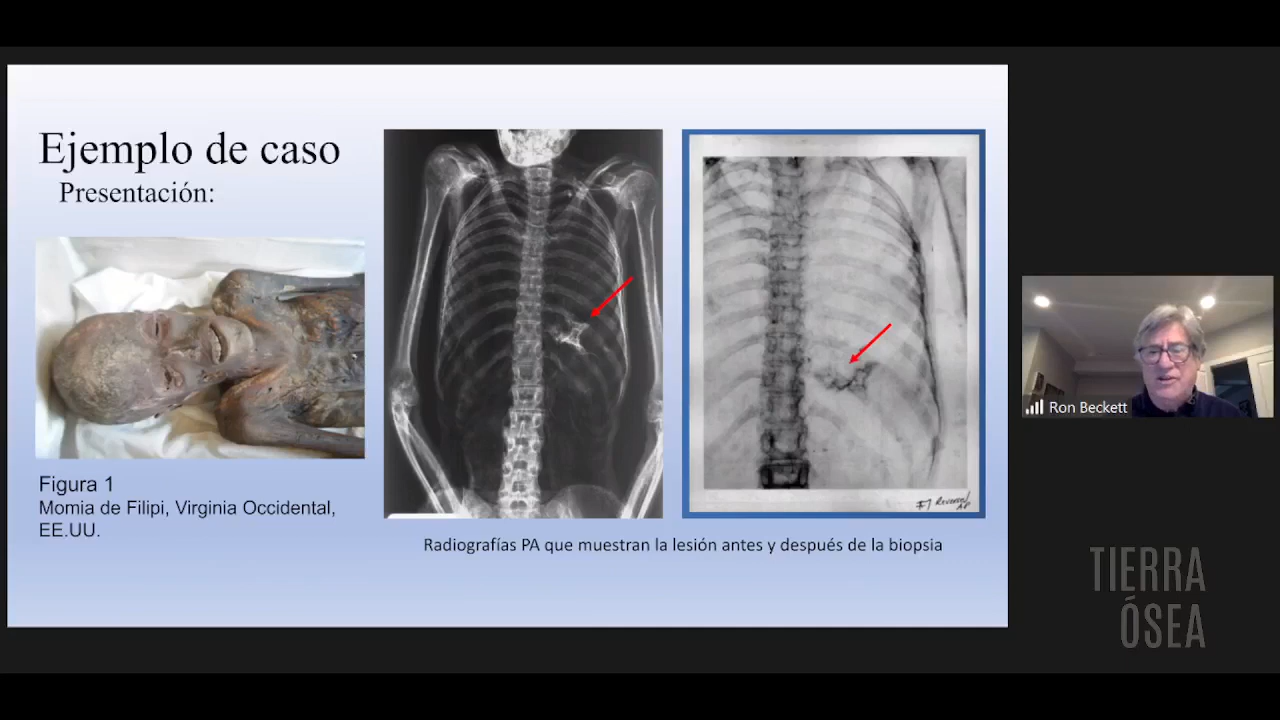 Ejemplo de caso
Presentación:
Figura 1
Momia de Filipi, Virginia Occidental,
EE.UU.
Radiografías PA que muestran la lesión antes y después de la biopsia
Ron Beckett
TIERRA
ÓSEA